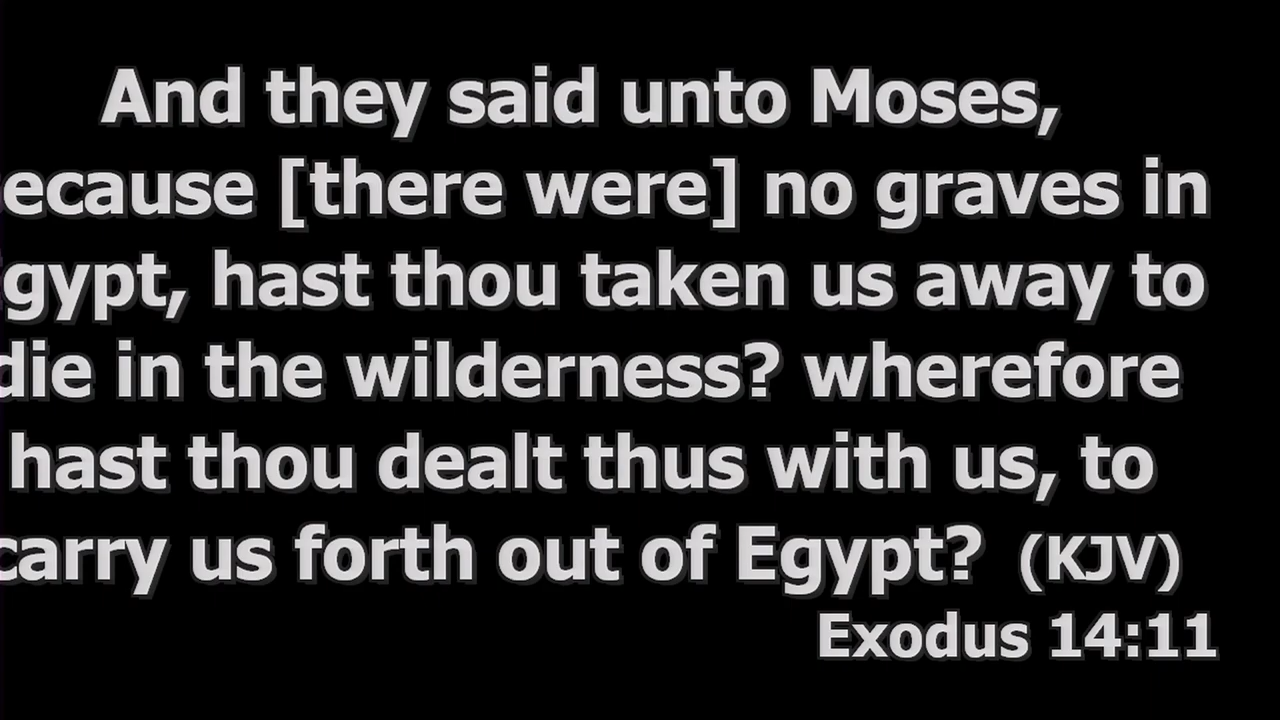 And they said unto Moses,
ecause [there were] no graves in
gypt, hast thou taken us away to
die in the wilderness? wherefore
hast thou dealt thus with us, to
carry us forth out of Egypt? (KJV)
Exodus 14:11